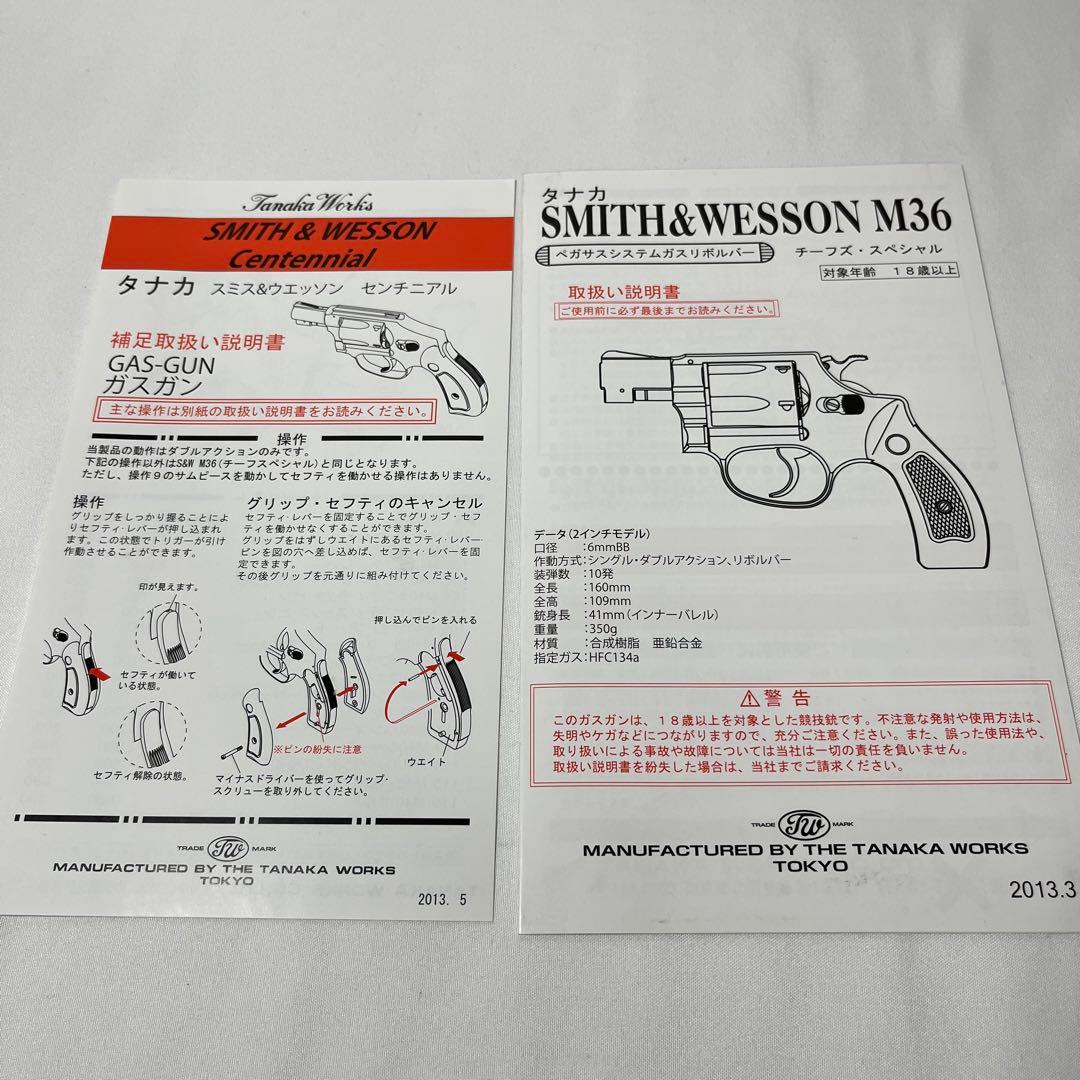 Tanaka Works
SMITH & WESSON
Centennial
タナカ スミス&ウエッソン センチニアル
補足取扱い説明書
GAS-GUN
ガスガン
主な操作は別紙の取扱い説明書をお読みください。
操作
当製品の動作はダブルアクションのみです。
下記の操作以外はS&W M36(チーフスペシャル)と同じとなります。
ただし、操作９のサムピースを動かしてセフティを働かせる操作はありません。
操作
グリップをしっかり握ることによ
りセフティ・レバーが押し込まれ
ます。この状態でトリガーが引け
作動させることができます。
グリップ・セフティのキャンセル
セフティ・レバーを固定することでグリップ・セフ
ティを働かせなくすることができます。
グリップをはずしウエイトにあるセフティ・レバー・
ピンを図の穴へ差し込めば、セフティ・レバーを固
定できます。
その後グリップを元通りに組み付けてください。
印が見えます。
セフティが働いて
いる状態。
セフティ解除の状態。
押し込んでピンを入れる
※ピンの紛失に注意
ウエイト
マイナスドライバーを使ってグリップ・
スクリューを取り外してください。
TRADE TW MARK
MANUFACTURED BY THE TANAKA WORKS
TOKYO
2013. 5
タナカ
SMITH&WESSON M36
ペガサスシステムガスリボルバー
チーフズ・スペシャル
対象年齢 １８歳以上
取扱い説明書
ご使用前に必ず最後までお読みください。
データ(2インチモデル)
口径 :6mmBB
作動方式:シングル・ダブルアクション、リボルバー
装弾数 :10発
全長 :160mm
全高 :109mm
銃身長 :41mm(インナーバレル)
重量 :350g
材質 :合成樹脂 亜鉛合金
指定ガス:HFC134a
⚠警告
このガスガンは、１８歳以上を対象とした競技銃です。不注意な発射や使用方法は、
失明やケガなどにつながりますので、充分ご注意ください。また、誤った使用法や、
取り扱いによる事故や故障については当社は一切の責任を負いません。
取扱い説明書を紛失した場合は、当社までご請求ください。
TRADE TW MARK
MANUFACTURED BY THE TANAKA WORKS
TOKYO
2013.3